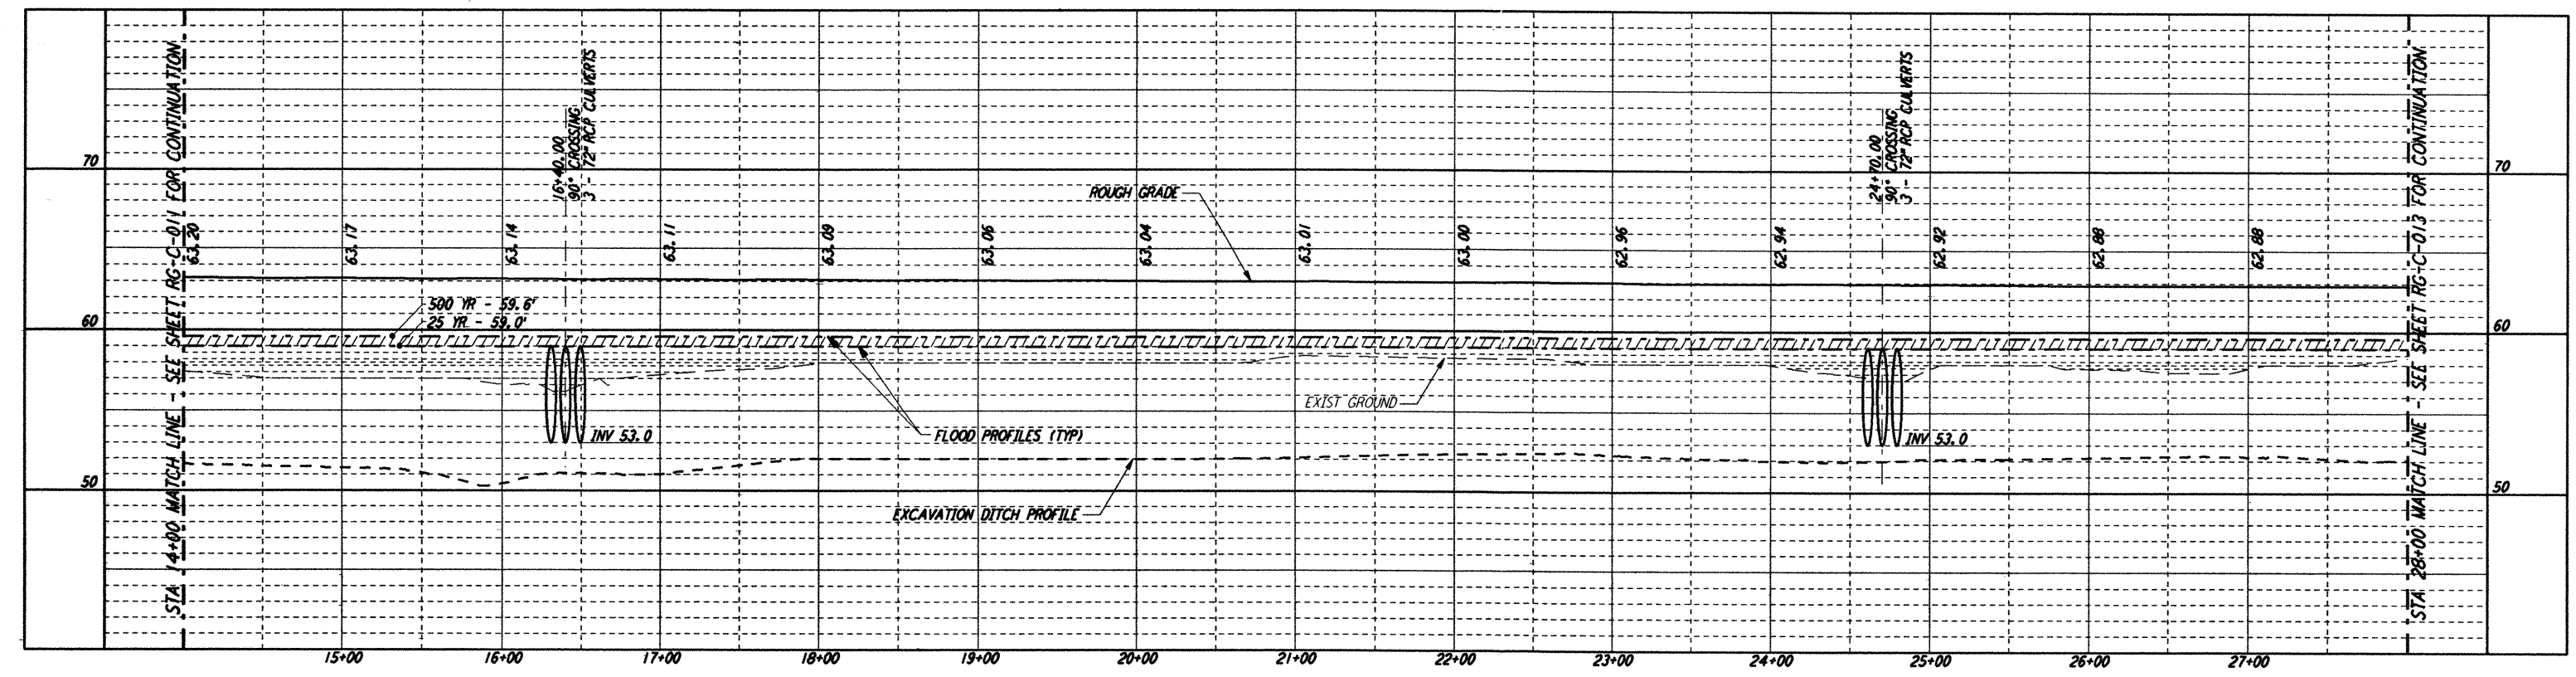 STA 14+00 MATCH LINE - SEE SHEET RG-C-011 FOR CONTINUATION
70
60
50
63.20
63.17
63.14
63.11
63.09
63.06
63.04
63.01
63.00
62.96
62.94
62.92
62.88
62.88
16+40.00
90° CROSSING
3 - 72" RCP CULVERTS
24+70.00
90° CROSSING
3 - 72" RCP CULVERTS
ROUGH GRADE
500 YR - 59.6'
25 YR - 59.0'
EXIST GROUND
FLOOD PROFILES (TYP)
INV 53.0
INV 53.0
EXCAVATION DITCH PROFILE
70
60
50
STA 28+00 MATCH LINE - SEE SHEET RG-C-013 FOR CONTINUATION
15+00
16+00
17+00
18+00
19+00
20+00
21+00
22+00
23+00
24+00
25+00
26+00
27+00